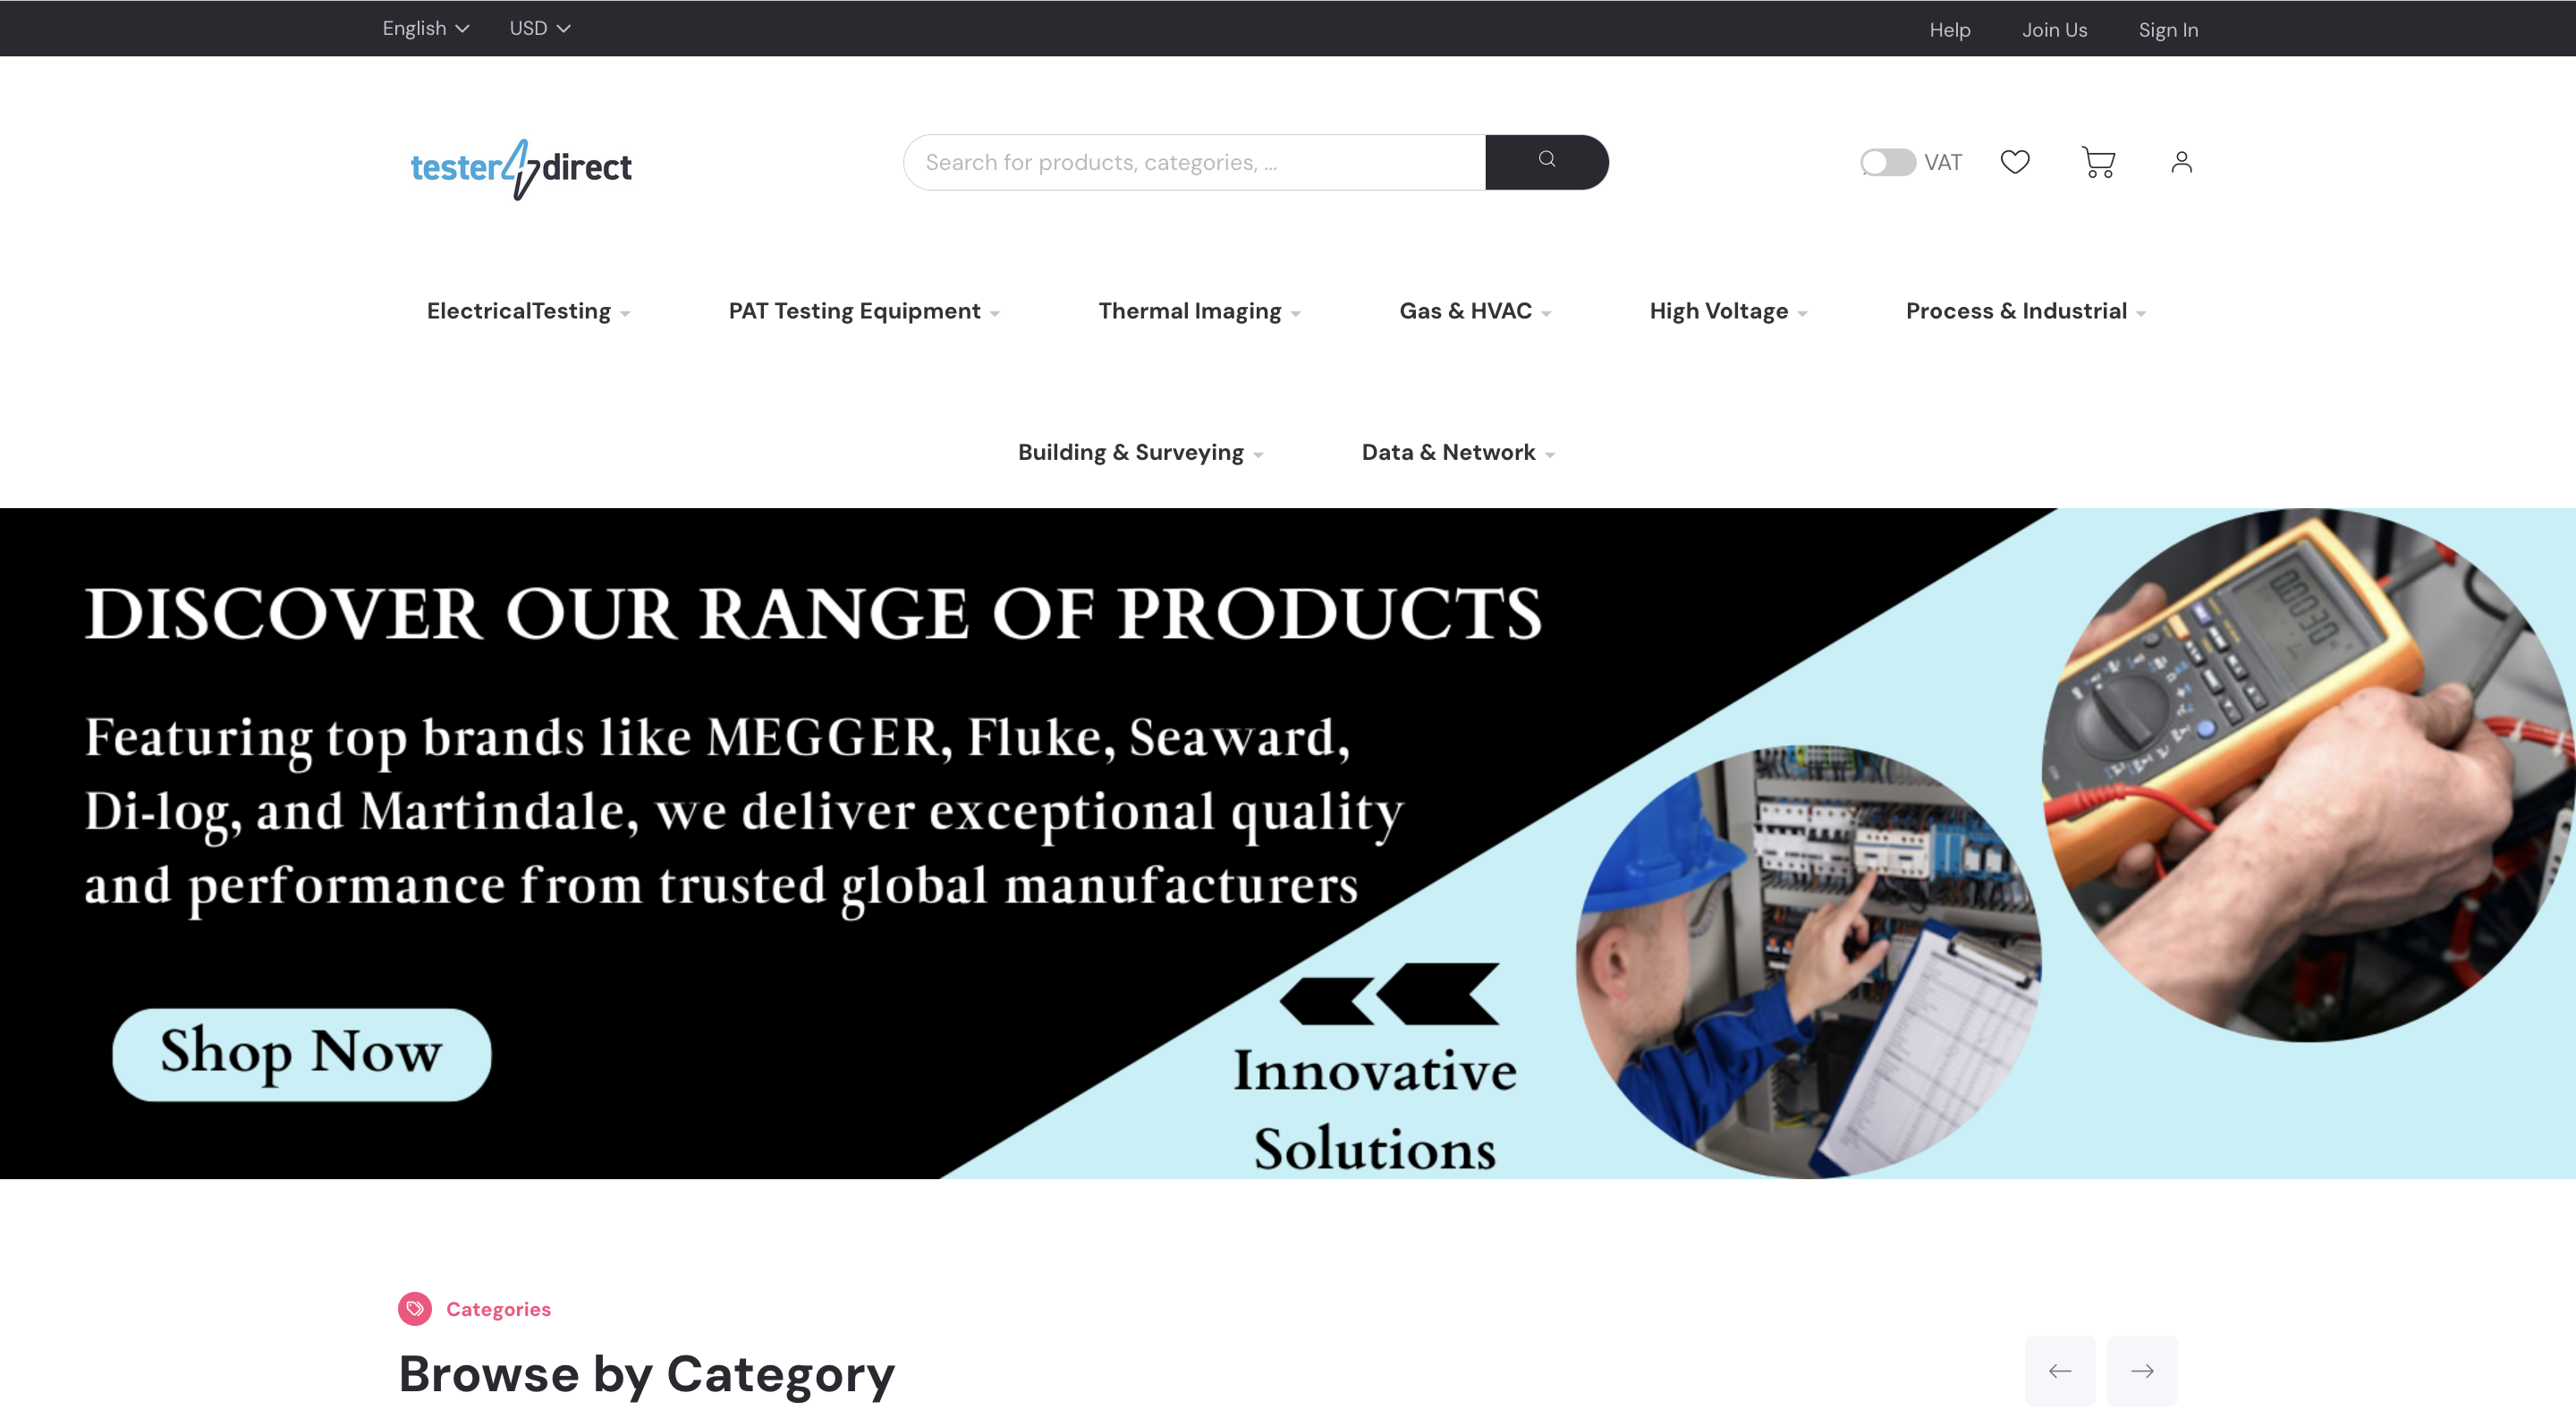 English USD Help Join Us Sign In
tester direct
Search for products, categories, ...
VAT
ElectricalTesting PAT Testing Equipment Thermal Imaging Gas & HVAC High Voltage Process & Industrial
Building & Surveying Data & Network
DISCOVER OUR RANGE OF PRODUCTS
Featuring top brands like MEGGER, Fluke, Seaward,
Di-log, and Martindale, we deliver exceptional quality
and performance from trusted global manufacturers
Shop Now
Innovative
Solutions
Categories
Browse by Category